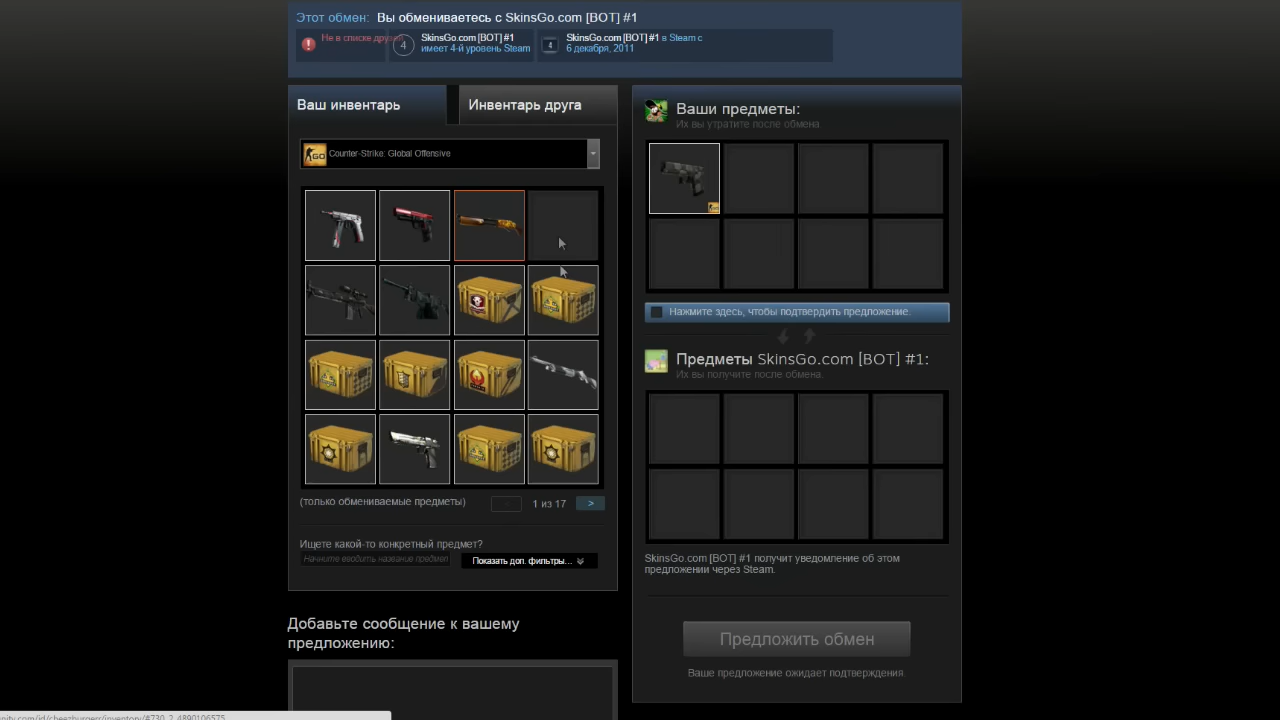 Этот обмен: Вы обмениваетесь с SkinsGo.com [BOT] #1
Не в списке друзей
4
SkinsGo.com [BOT] #1
имеет 4-й уровень Steam
4
SkinsGo.com [BOT] #1 в Steam с
6 декабря, 2011
Ваш инвентарь
Инвентарь друга
GO Counter-Strike: Global Offensive
(только обмениваемые предметы)
1 из 17
>
Ищете какой-то конкретный предмет?
Начните вводить название предмен
Показать доп. фильтры...
Добавьте сообщение к вашему
предложению:
Ваши предметы:
Их вы утратите после обмена.
Нажмите здесь, чтобы подтвердить предложение.
Предметы SkinsGo.com [BOT] #1:
Их вы получите после обмена.
SkinsGo.com [BOT] #1 получит уведомление об этом
предложении через Steam.
Предложить обмен
Ваше предложение ожидает подтверждения.